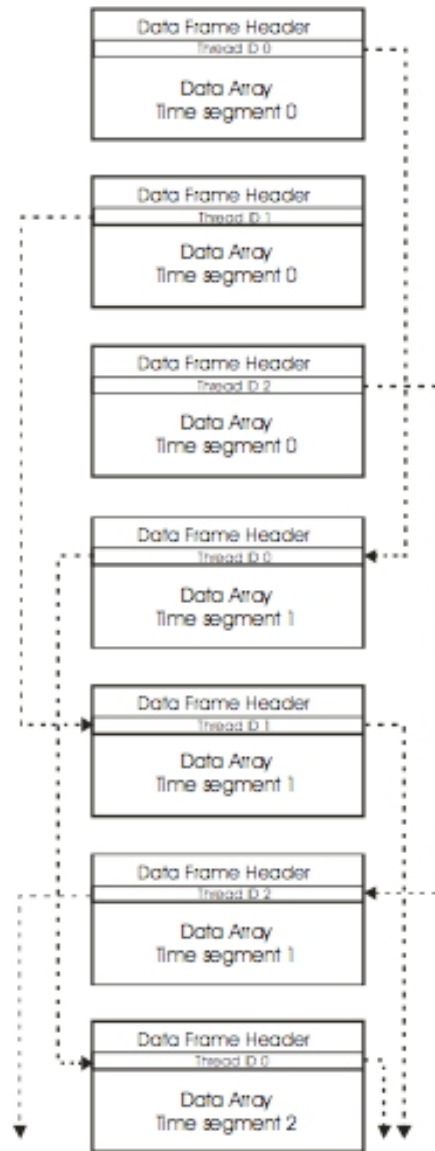 Data Frame Header
Thread ID 0
Data Array
Time segment 0
Data Frame Header
Thread ID 1
Data Array
Time segment 0
Data Frame Header
Thread ID 2
Data Array
Time segment 0
Data Frame Header
Thread ID 0
Data Array
Time segment 1
Data Frame Header
Thread ID 1
Data Array
Time segment 1
Data Frame Header
Thread ID 2
Data Array
Time segment 1
Data Frame Header
Thread ID 0
Data Array
Time segment 2